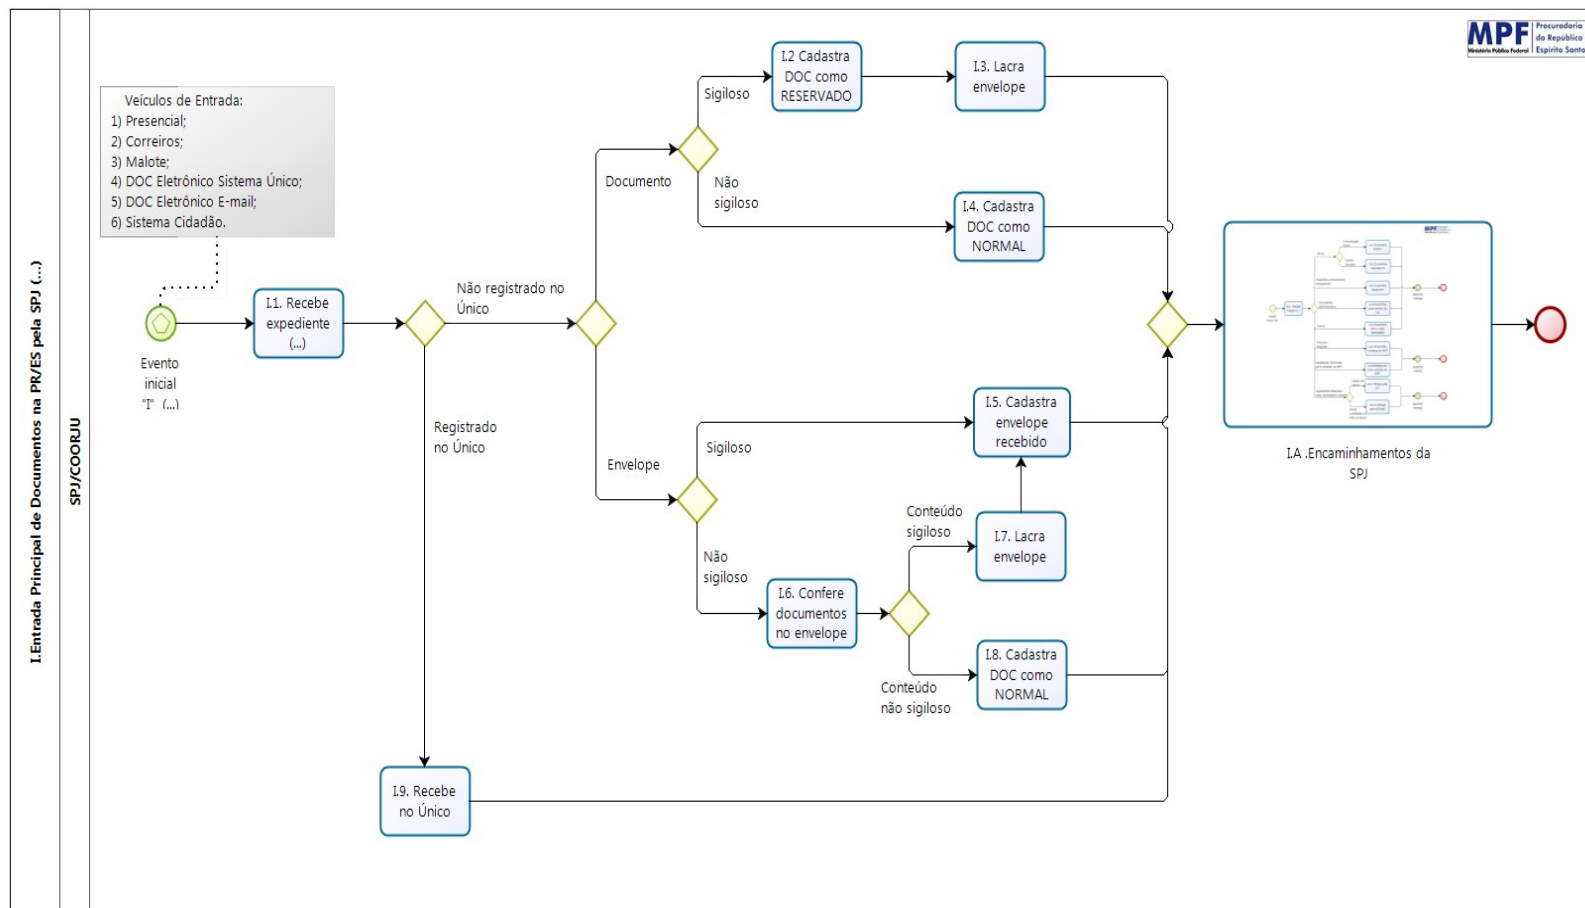 MPF
Ministério Público Federal
Procuradoria
da República
Espírito Santo
I.Entrada Principal de Documentos na PR/ES pela SPJ (...)
SPJ/COORJU
Veículos de Entrada:
1) Presencial;
2) Correiros;
3) Malote;
4) DOC Eletrônico Sistema Único;
5) DOC Eletrônico E-mail;
6) Sistema Cidadão.
Evento
inicial
"I" (...)
I.1. Recebe
expediente
(...)
Não registrado no
Único
Registrado
no Único
Documento
Envelope
Sigiloso
Não
sigiloso
I.2 Cadastra
DOC como
RESERVADO
I.3. Lacra
envelope
I.4. Cadastra
DOC como
NORMAL
Sigiloso
Não
sigiloso
I.5. Cadastra
envelope
recebido
I.6. Confere
documentos
no envelope
Conteúdo
sigiloso
I.7. Lacra
envelope
Conteúdo
não sigiloso
I.8. Cadastra
DOC como
NORMAL
I.9. Recebe
no Único
MPF
I.A .Encaminhamentos da
SPJ